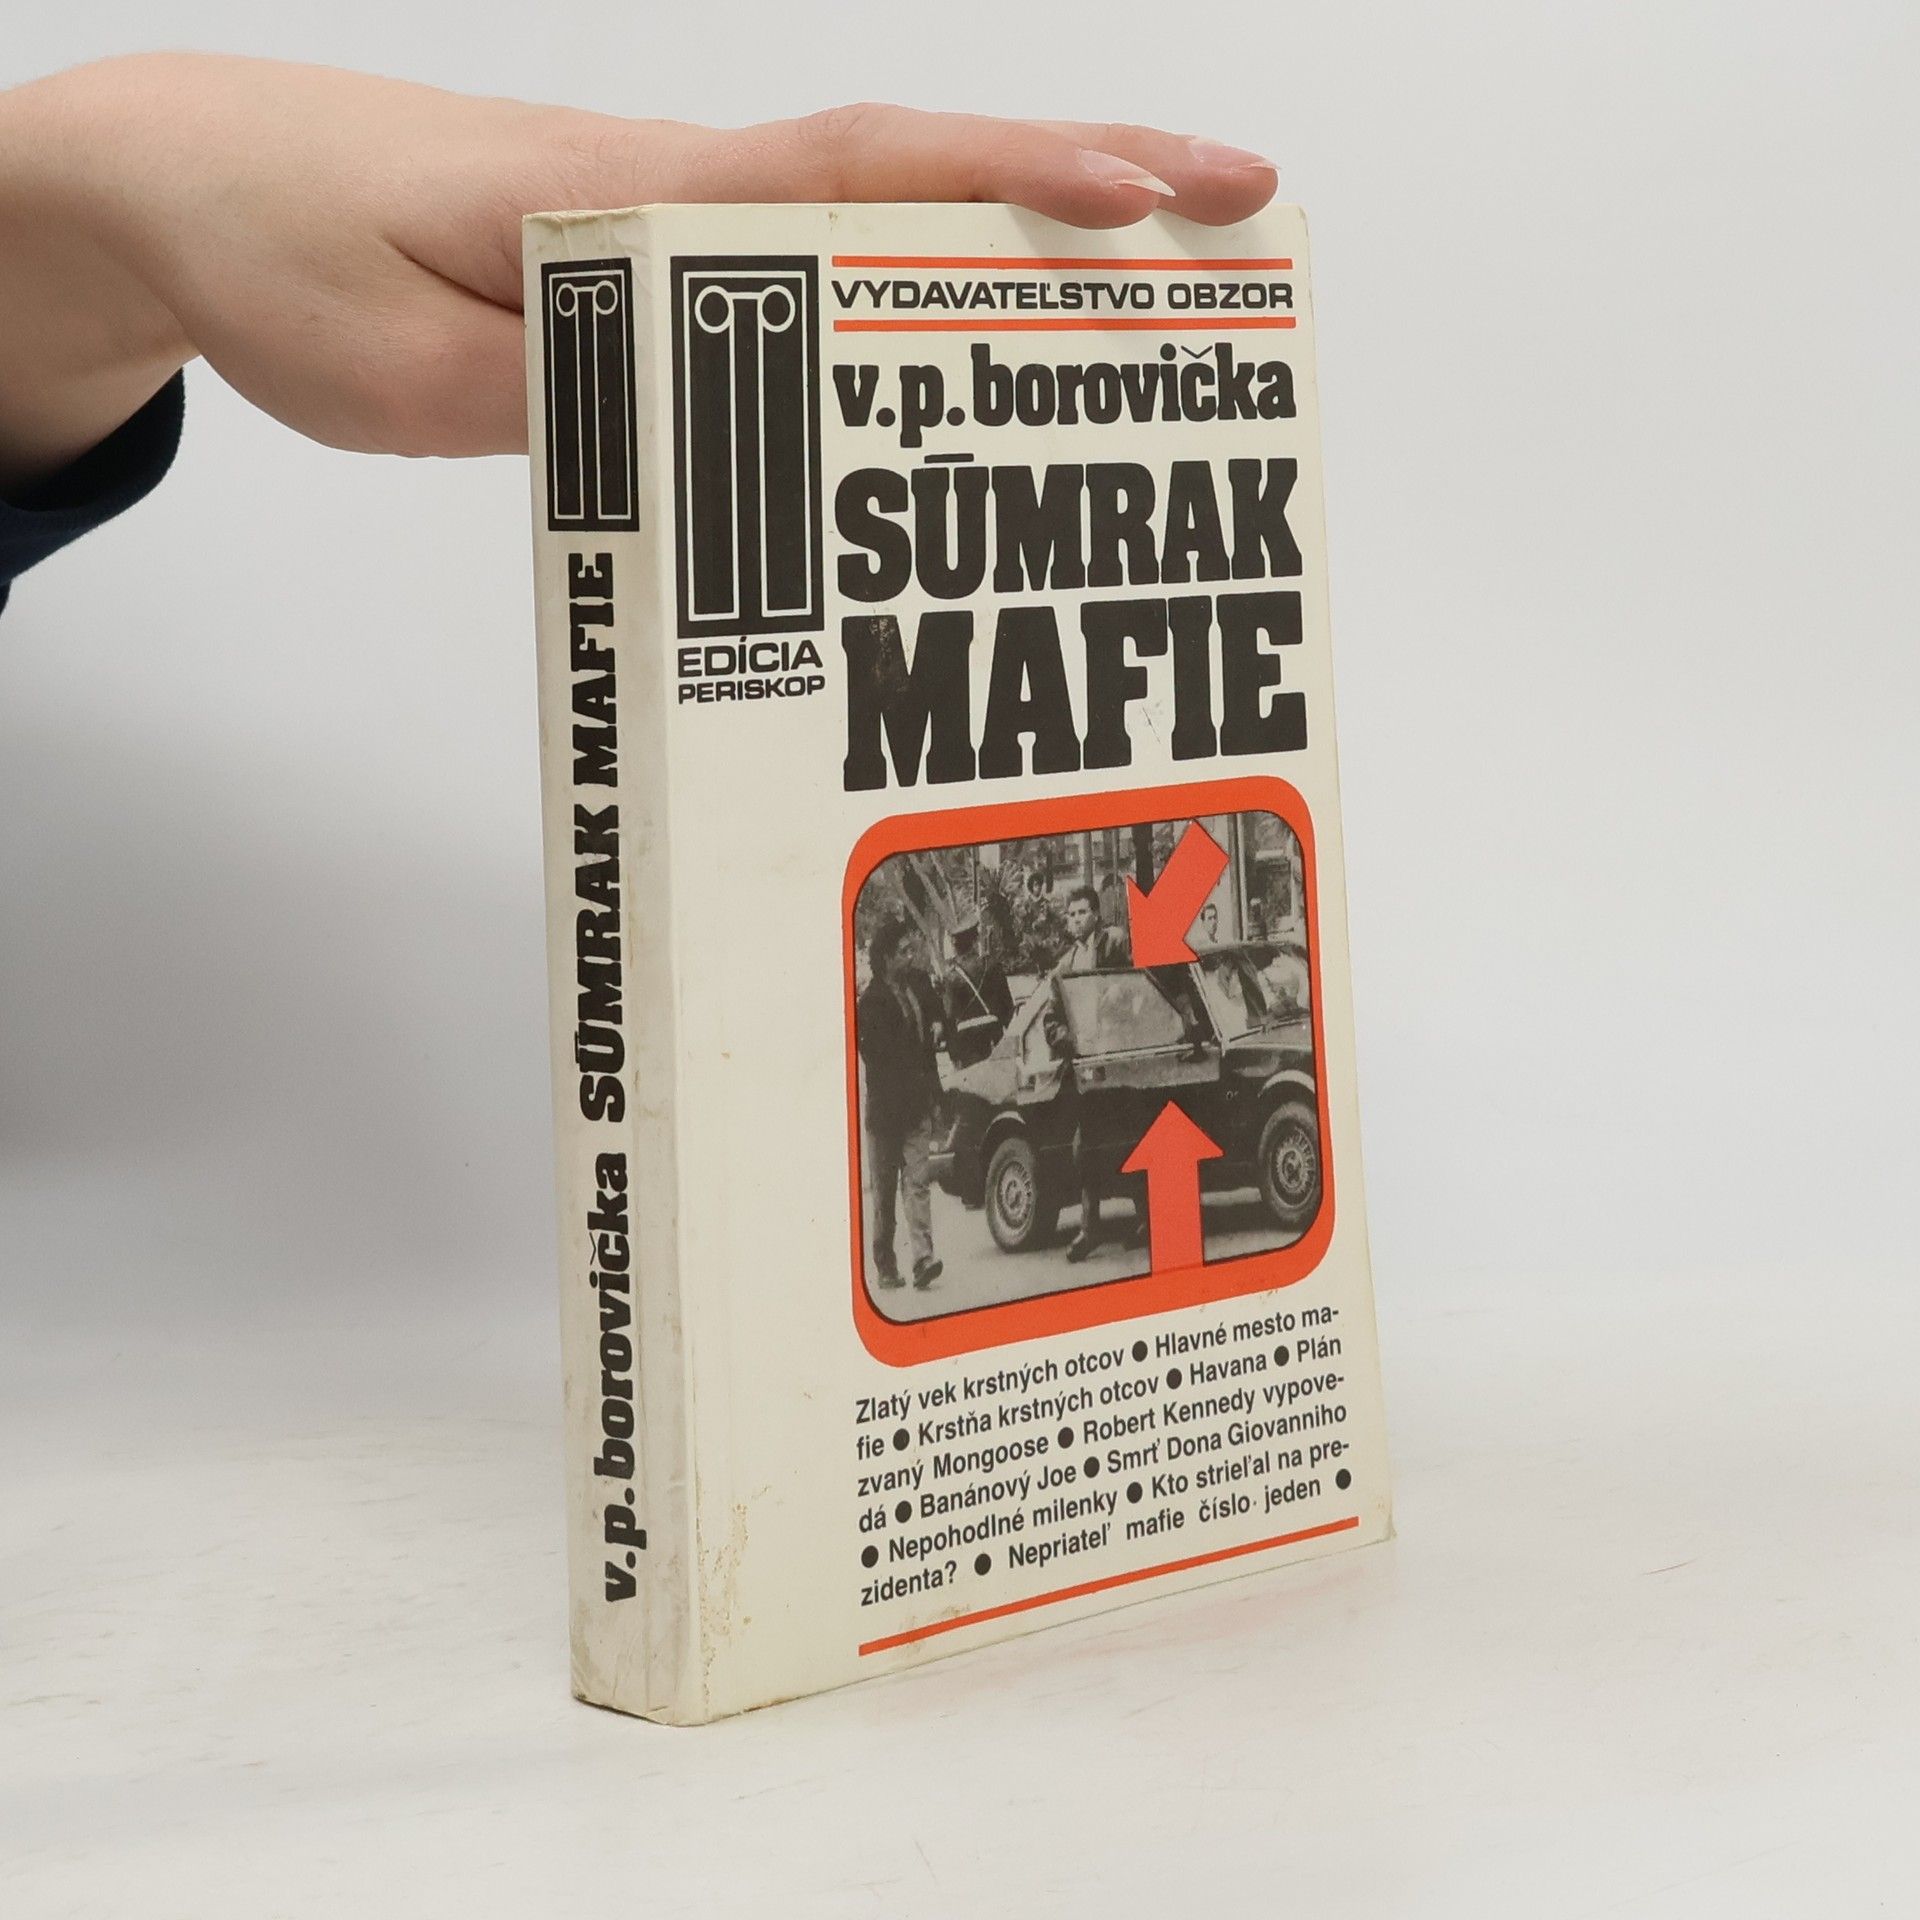 VYDAVATEĽSTVO OBZOR
v.p.borovička
SÚMRAK
MAFIE
EDÍCIA
PERISKOP
Zlatý vek krstných otcov ● Hlavné mesto ma-
fie ● Krstňa krstných otcov ● Havana ● Plán
zvaný Mongoose ● Robert Kennedy vypove-
dá ● Banánový Joe ● Smrť Dona Giovanniho
● Nepohodlné milenky ● Kto strieľal na pre-
zidenta? ● Nepriateľ mafie číslo jeden ●
v.p.borovička SÚMRAK MAFIE